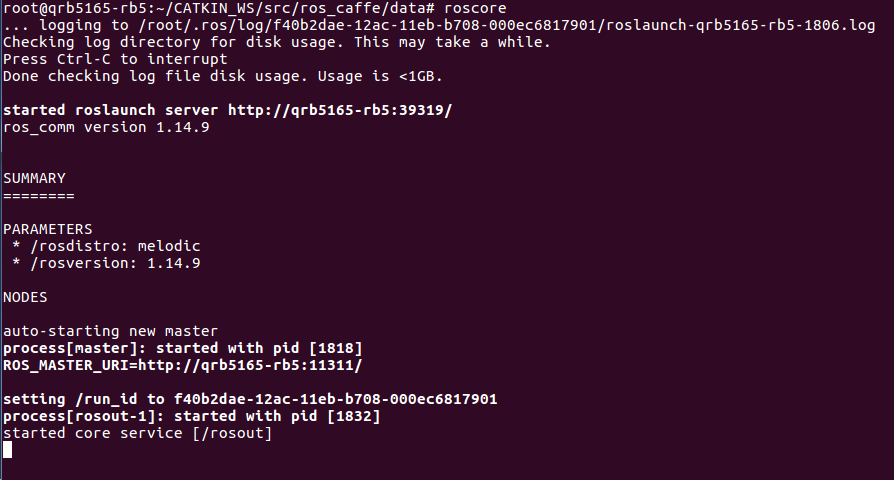 root@qrb5165-rb5:~/CATKIN_WS/src/ros_caffe/data# roscore
... logging to /root/.ros/log/f40b2dae-12ac-11eb-b708-000ec6817901/roslaunch-qrb5165-rb5-1806.log
Checking log directory for disk usage. This may take a while.
Press Ctrl-C to interrupt
Done checking log file disk usage. Usage is <1GB.
started roslaunch server http://qrb5165-rb5:39319/
ros_comm version 1.14.9
SUMMARY
========
PARAMETERS
* /rosdistro: melodic
* /rosversion: 1.14.9
NODES
auto-starting new master
process[master]: started with pid [1818]
ROS_MASTER_URI=http://qrb5165-rb5:11311/
setting /run_id to f40b2dae-12ac-11eb-b708-000ec6817901
process[rosout-1]: started with pid [1832]
started core service [/rosout]